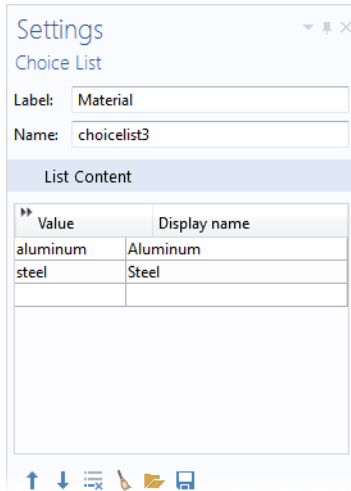 Settings
Choice List
Label: Material
Name: choicelist3
List Content
Value Display name
aluminum Aluminum
steel Steel